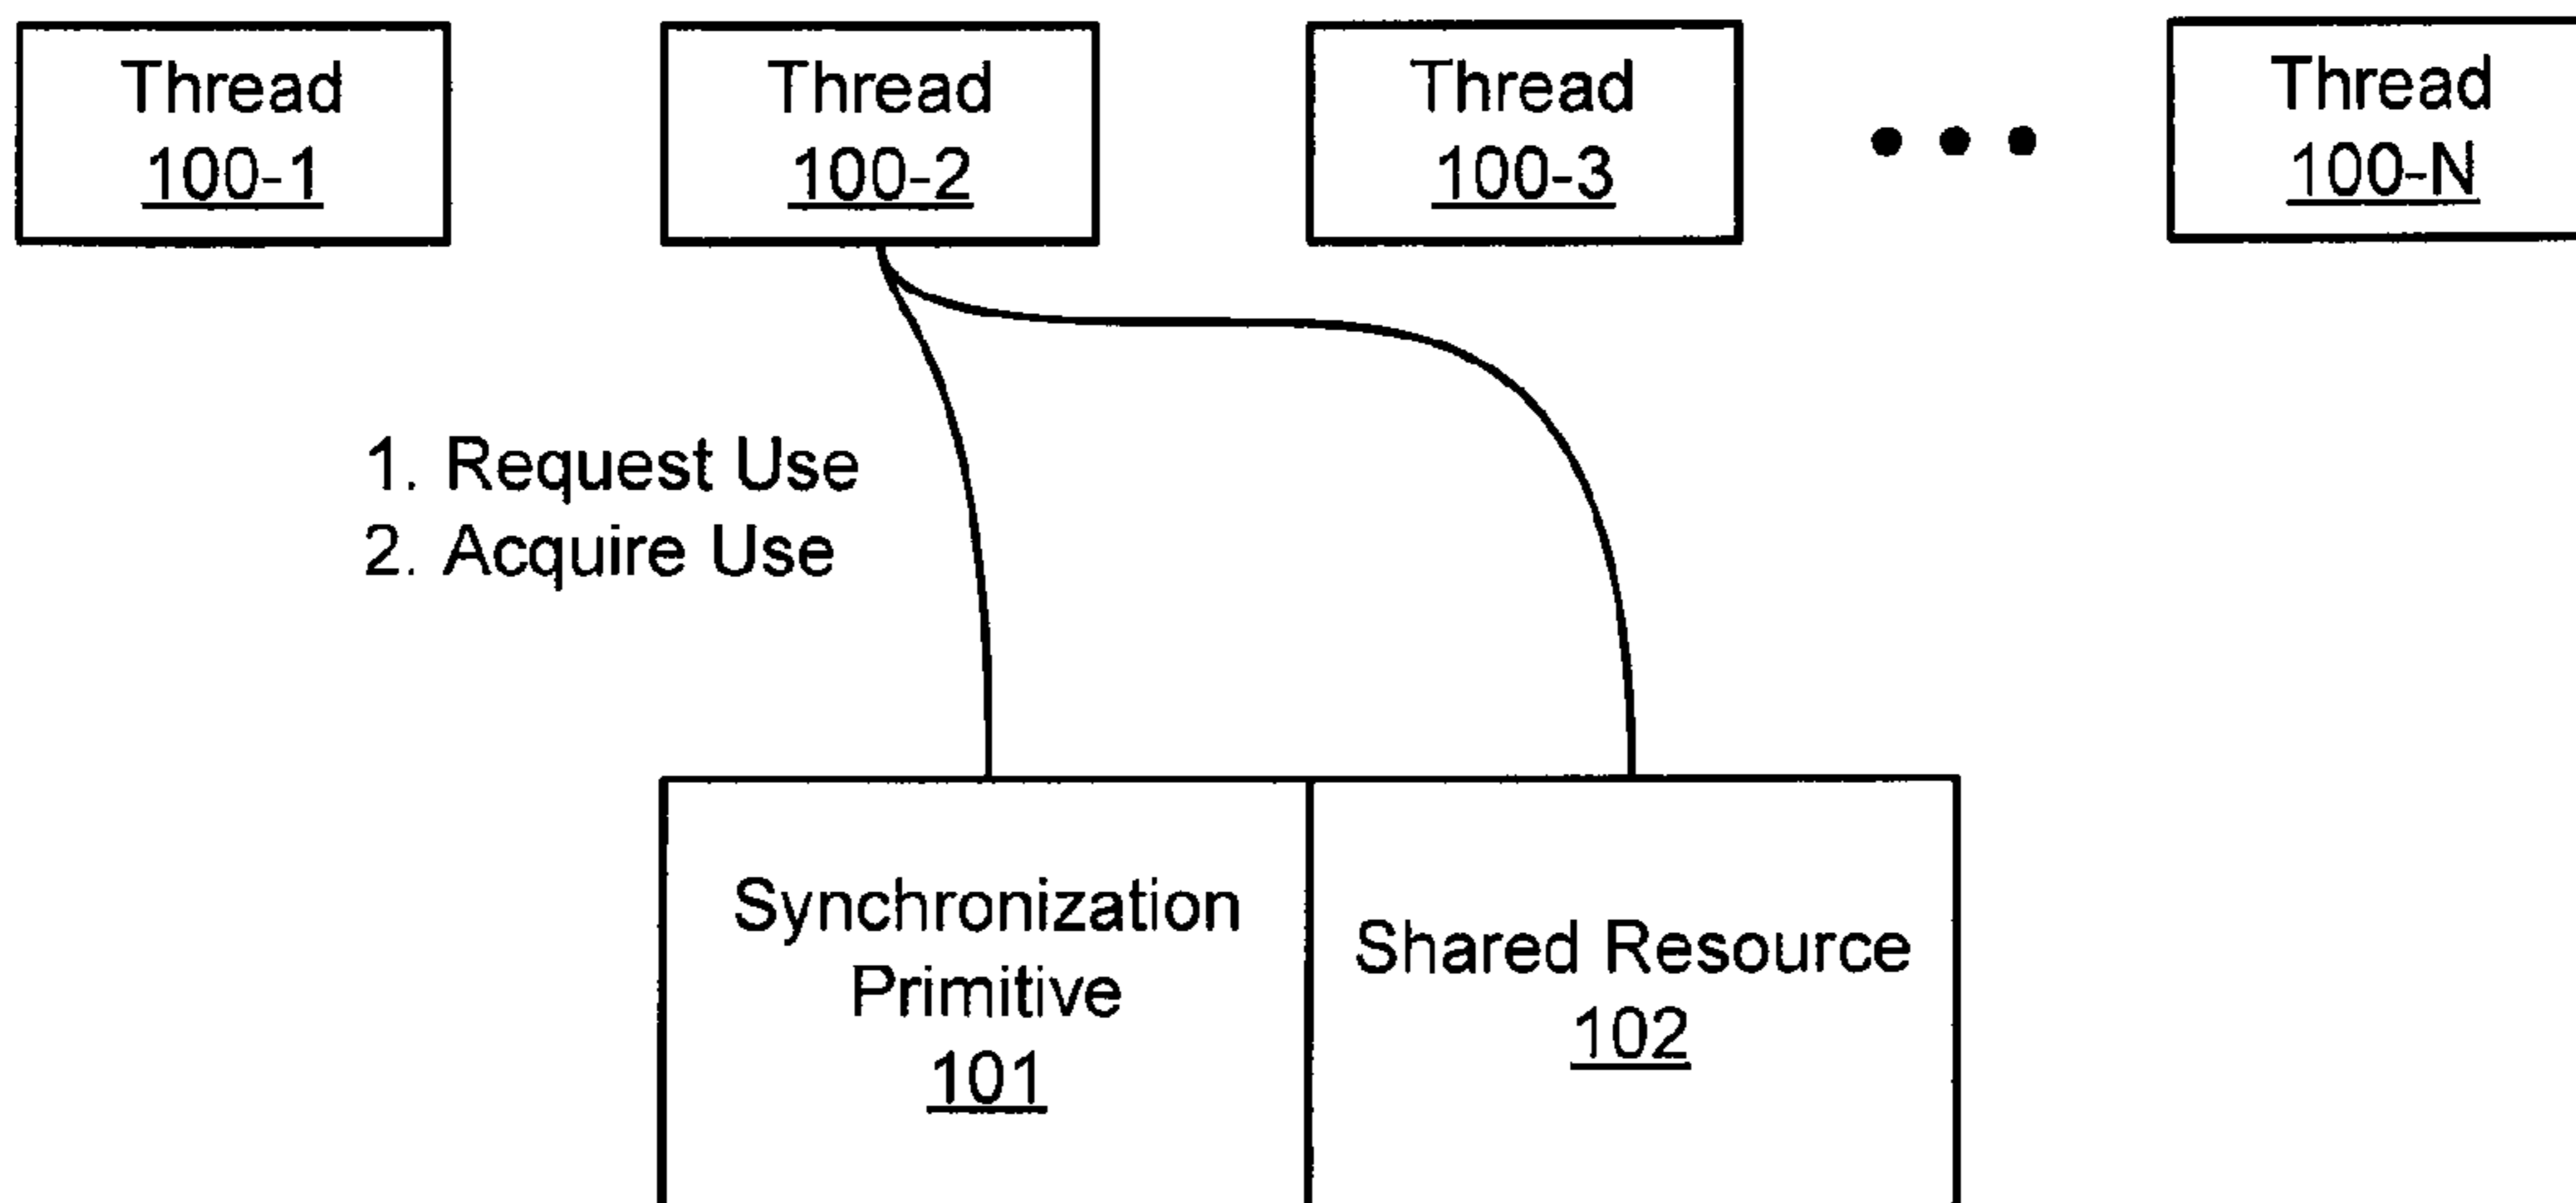 Thread
100-1
Thread
100-2
Thread
100-3
Thread
100-N
1. Request Use
2. Acquire Use
Synchronization
Primitive
101
Shared Resource
102